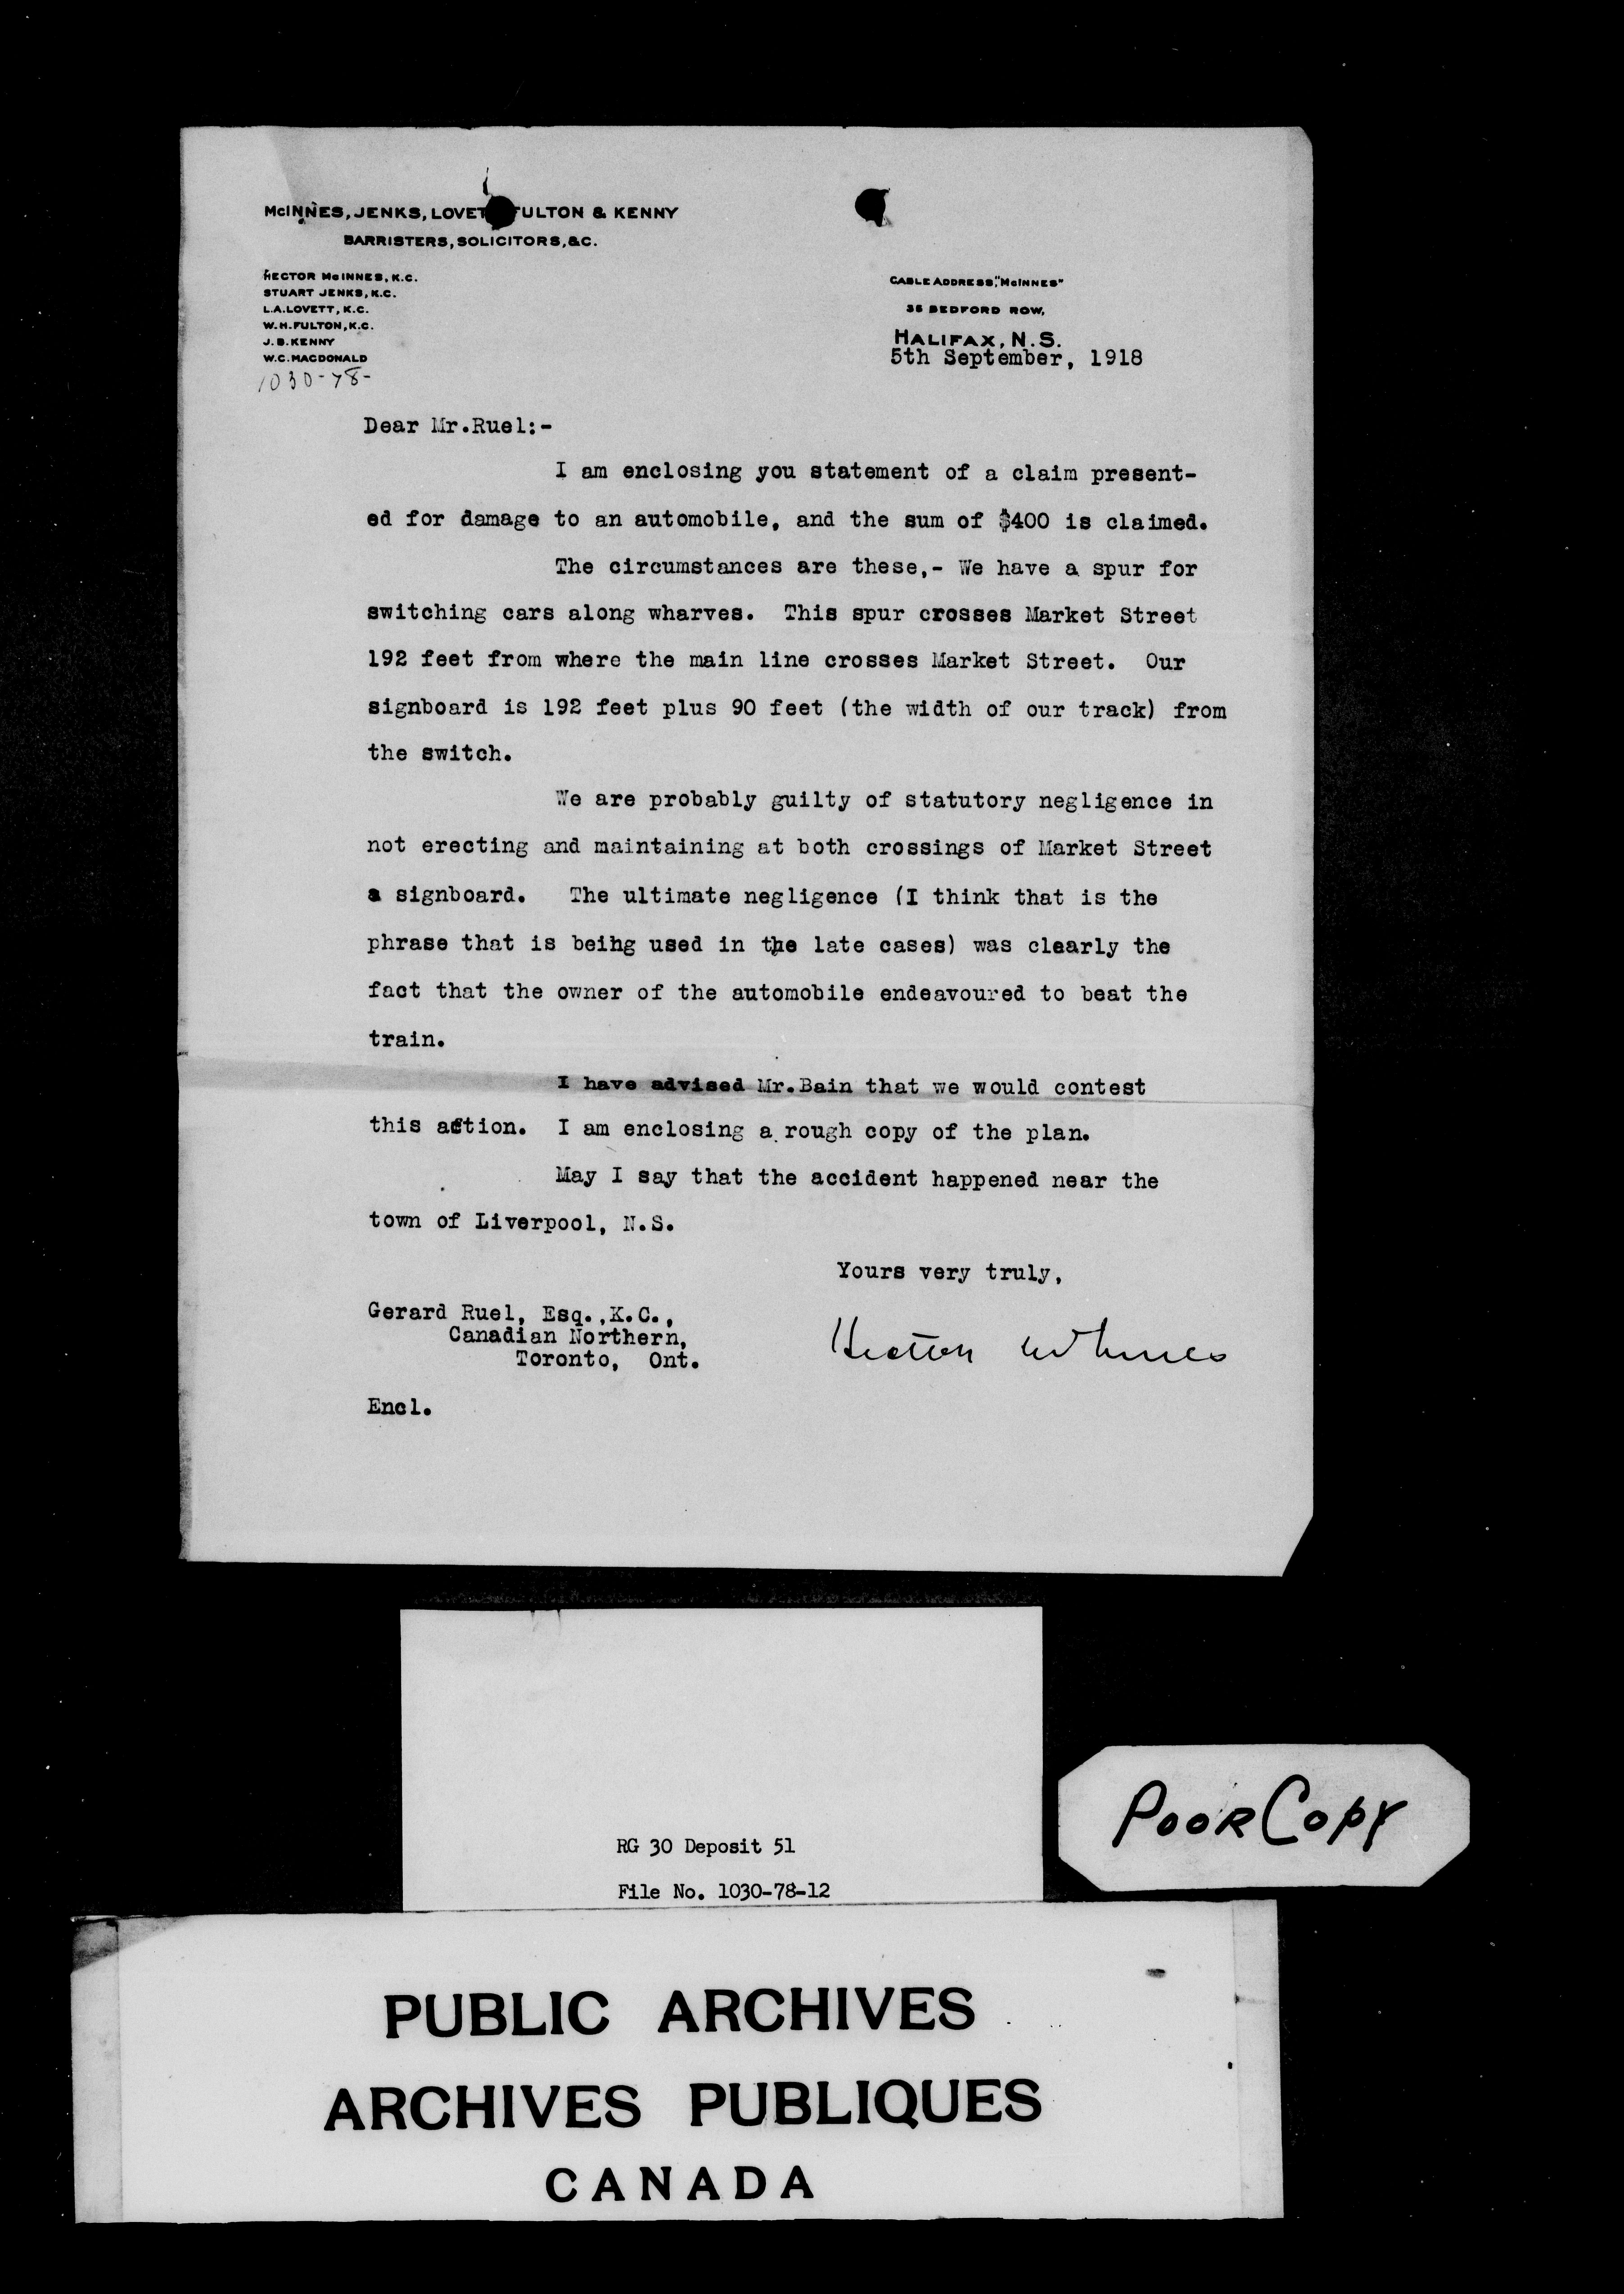 McINNES, JENKS, LOVET FULTON & KENNY
BARRISTERS, SOLICITORS, &C.
HECTOR McINNES, K.C.
STUART JENKS, K.C.
L.A. LOVETT, K.C.
W.H. FULTON, K.C.
J.B. KENNY
W.C. MACDONALD
1030-78-
CABLE ADDRESS, "McINNES"
35 BEDFORD ROW,
HALIFAX, N.S.
5th September, 1918
Dear Mr.Ruel:-
I am enclosing you statement of a claim present-
ed for damage to an automobile, and the sum of $400 is claimed.
The circumstances are these,- We have a spur for
switching cars along wharves. This spur crosses Market Street
192 feet from where the main line crosses Market Street. Our
signboard is 192 feet plus 90 feet (the width of our track) from
the switch.
We are probably guilty of statutory negligence in
not erecting and maintaining at both crossings of Market Street
a signboard. The ultimate negligence (I think that is the
phrase that is being used in the late cases) was clearly the
fact that the owner of the automobile endeavoured to beat the
train.
I have advised Mr.Bain that we would contest
this action. I am enclosing a rough copy of the plan.
May I say that the accident happened near the
town of Liverpool, N.S.
Yours very truly,
Hector McInnes
Gerard Ruel, Esq.,K.C.,
Canadian Northern,
Toronto, Ont.
Encl.
RG 30 Deposit 51
File No. 1030-78-12
POOR COPY
PUBLIC ARCHIVES
ARCHIVES PUBLIQUES
CANADA